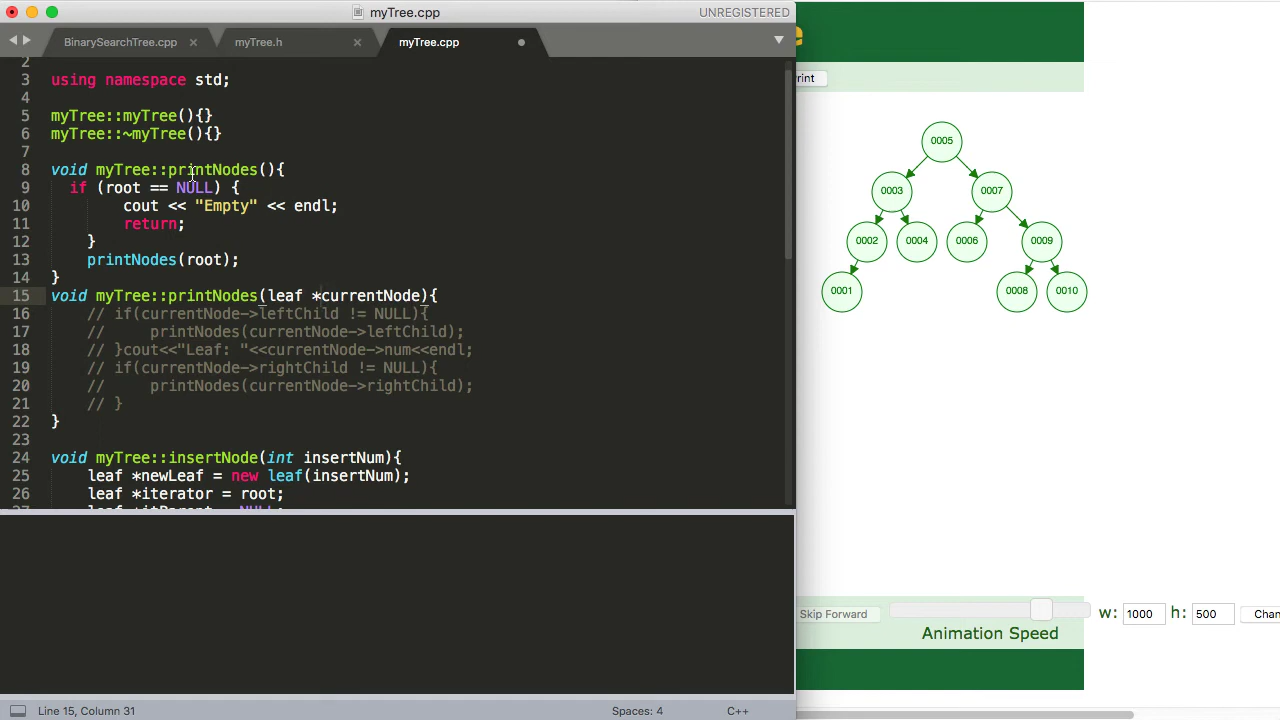 myTree.cpp
UNREGISTERED
BinarySearchTree.cpp
myTree.h
myTree.cpp
2
3 using namespace std;
4
5 myTree::myTree(){}
6 myTree::~myTree(){}
7
8 void myTree::printNodes(){
9 if (root == NULL) {
10 cout << "Empty" << endl;
11 return;
12 }
13 printNodes(root);
14 }
15 void myTree::printNodes(leaf *currentNode){
16 // if(currentNode->leftChild != NULL){
17 // printNodes(currentNode->leftChild);
18 // }cout<<"Leaf: "<<currentNode->num<<endl;
19 // if(currentNode->rightChild != NULL){
20 // printNodes(currentNode->rightChild);
21 // }
22 }
23
24 void myTree::insertNode(int insertNum){
25 leaf *newLeaf = new leaf(insertNum);
26 leaf *iterator = root;
Line 15, Column 31
Spaces: 4
C++
0005
0003 0007
0002 0004 0006 0009
0001 0008 0010
Skip Forward
w: 1000 h: 500
Animation Speed